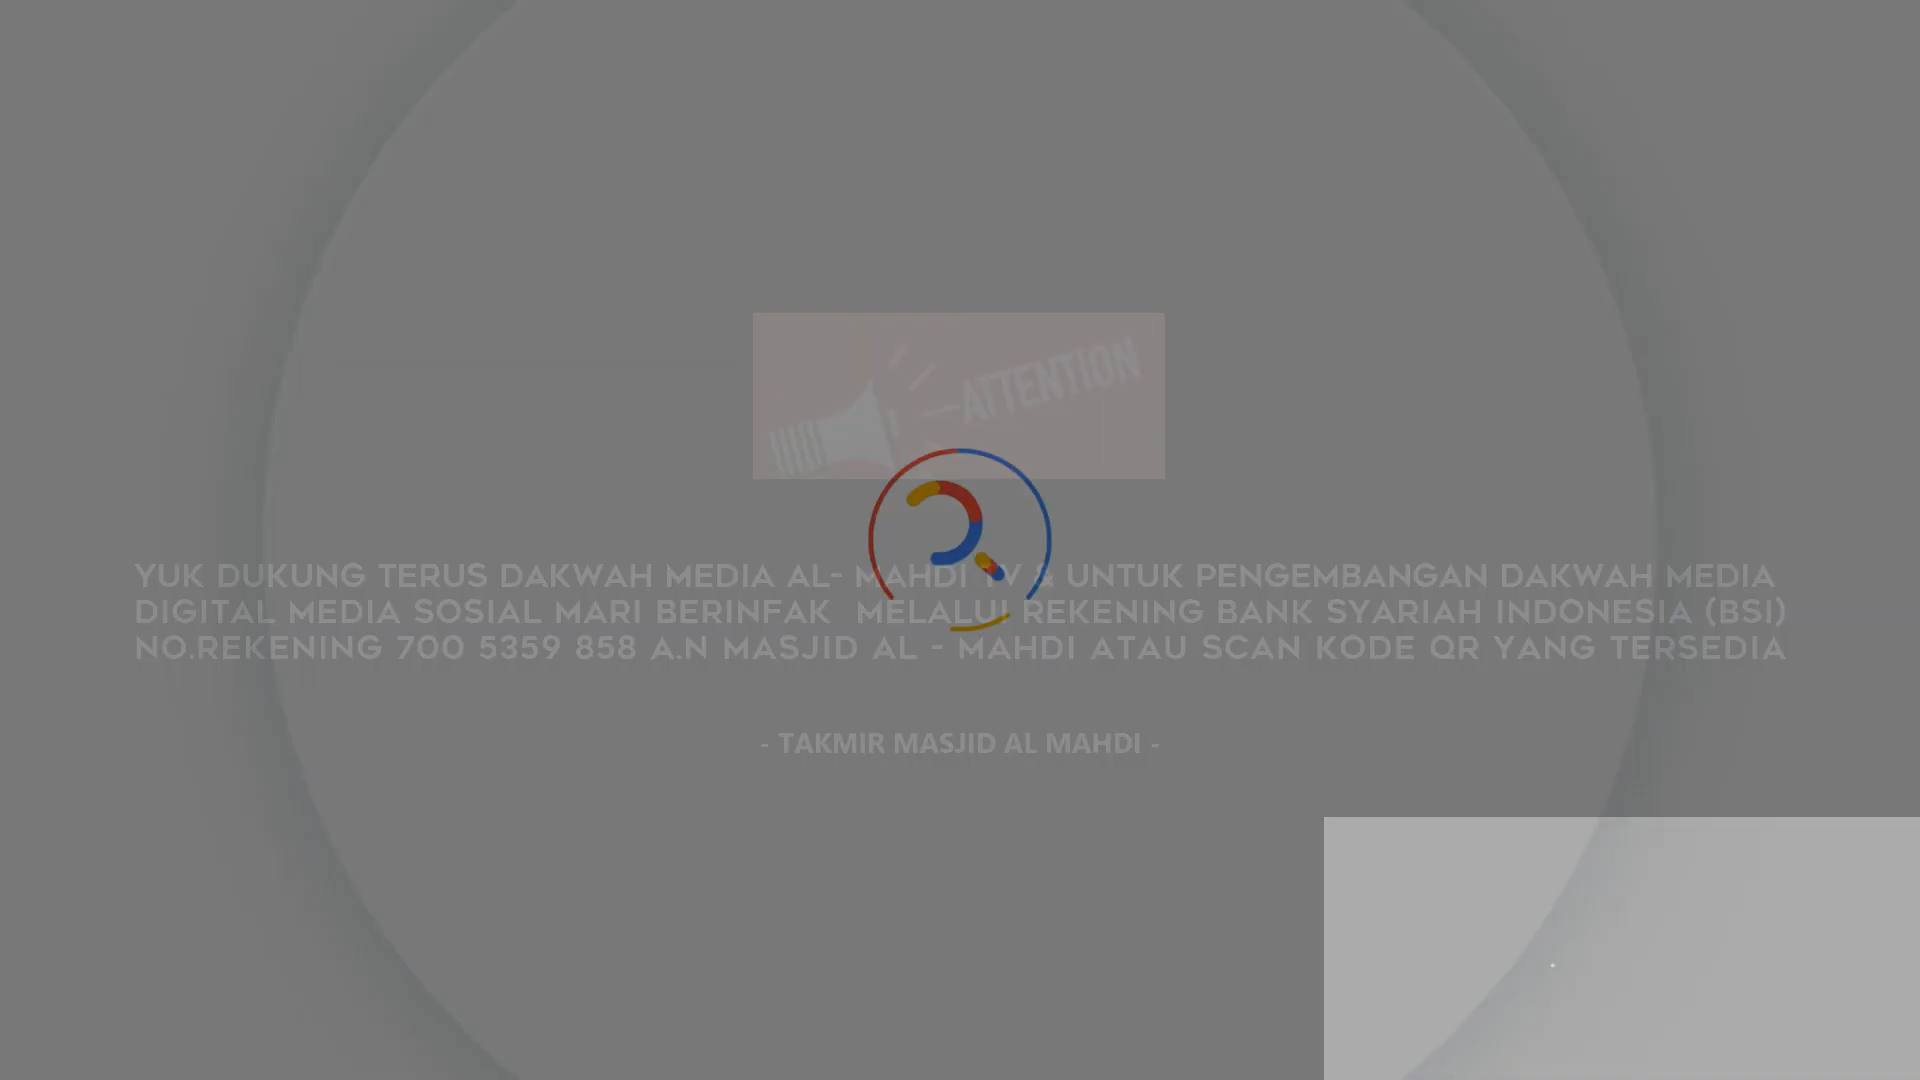 ATTENTION
YUK DUKUNG TERUS DAKWAH MEDIA AL- MAHDI TV & UNTUK PENGEMBANGAN DAKWAH MEDIA
DIGITAL MEDIA SOSIAL MARI BERINFAK MELALUI REKENING BANK SYARIAH INDONESIA (BSI)
NO.REKENING 700 5359 858 A.N MASJID AL - MAHDI ATAU SCAN KODE QR YANG TERSEDIA
- TAKMIR MASJID AL MAHDI -